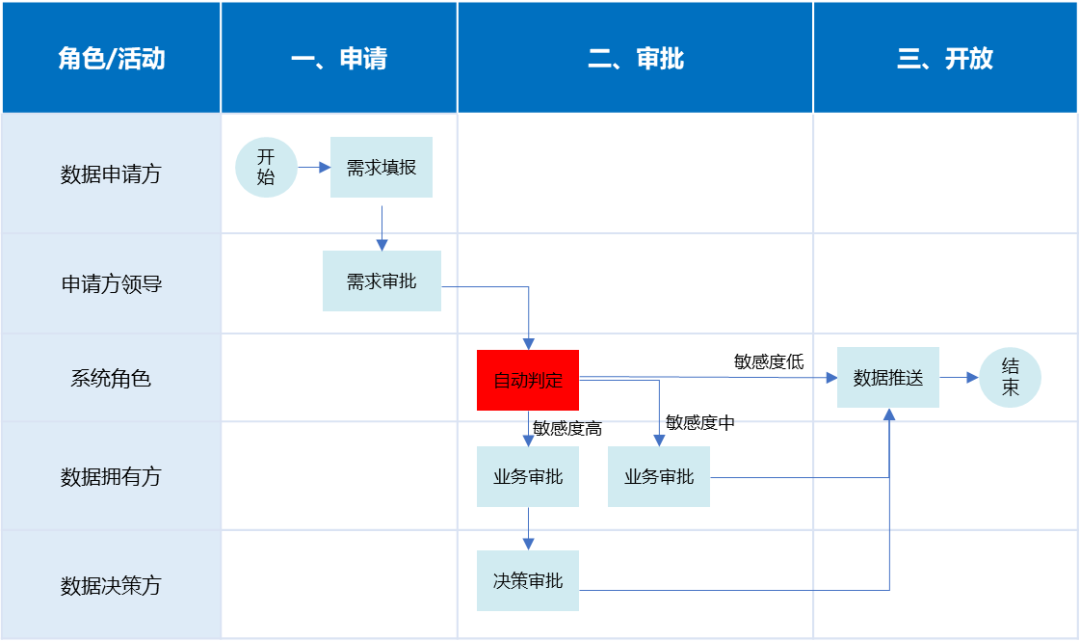 角色/活动
一、申请
二、审批
三、开放
数据申请方
开
始
需求填报
申请方领导
需求审批
系统角色
自动判定
敏感度低
数据推送
结
束
敏感度高
敏感度中
数据拥有方
业务审批
业务审批
数据决策方
决策审批